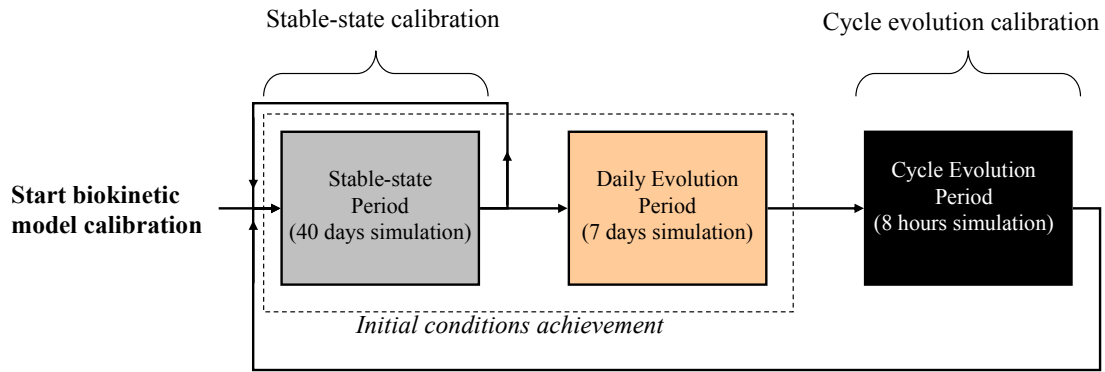 Stable-state calibration
Cycle evolution calibration
Start biokinetic
model calibration
Stable-state
Period
(40 days simulation)
Daily Evolution
Period
(7 days simulation)
Cycle Evolution
Period
(8 hours simulation)
Initial conditions achievement